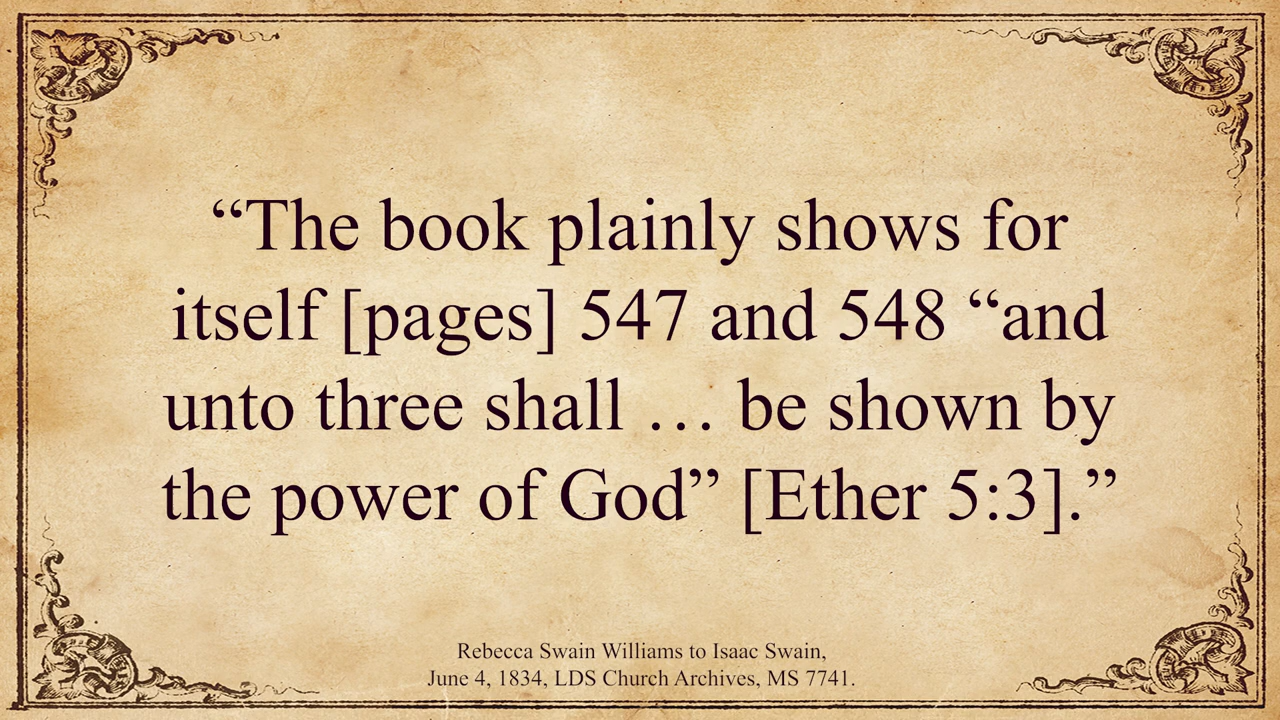 “The book plainly shows for
itself [pages] 547 and 548 “and
unto three shall … be shown by
the power of God” [Ether 5:3].”
Rebecca Swain Williams to Isaac Swain,
June 4, 1834, LDS Church Archives, MS 7741.